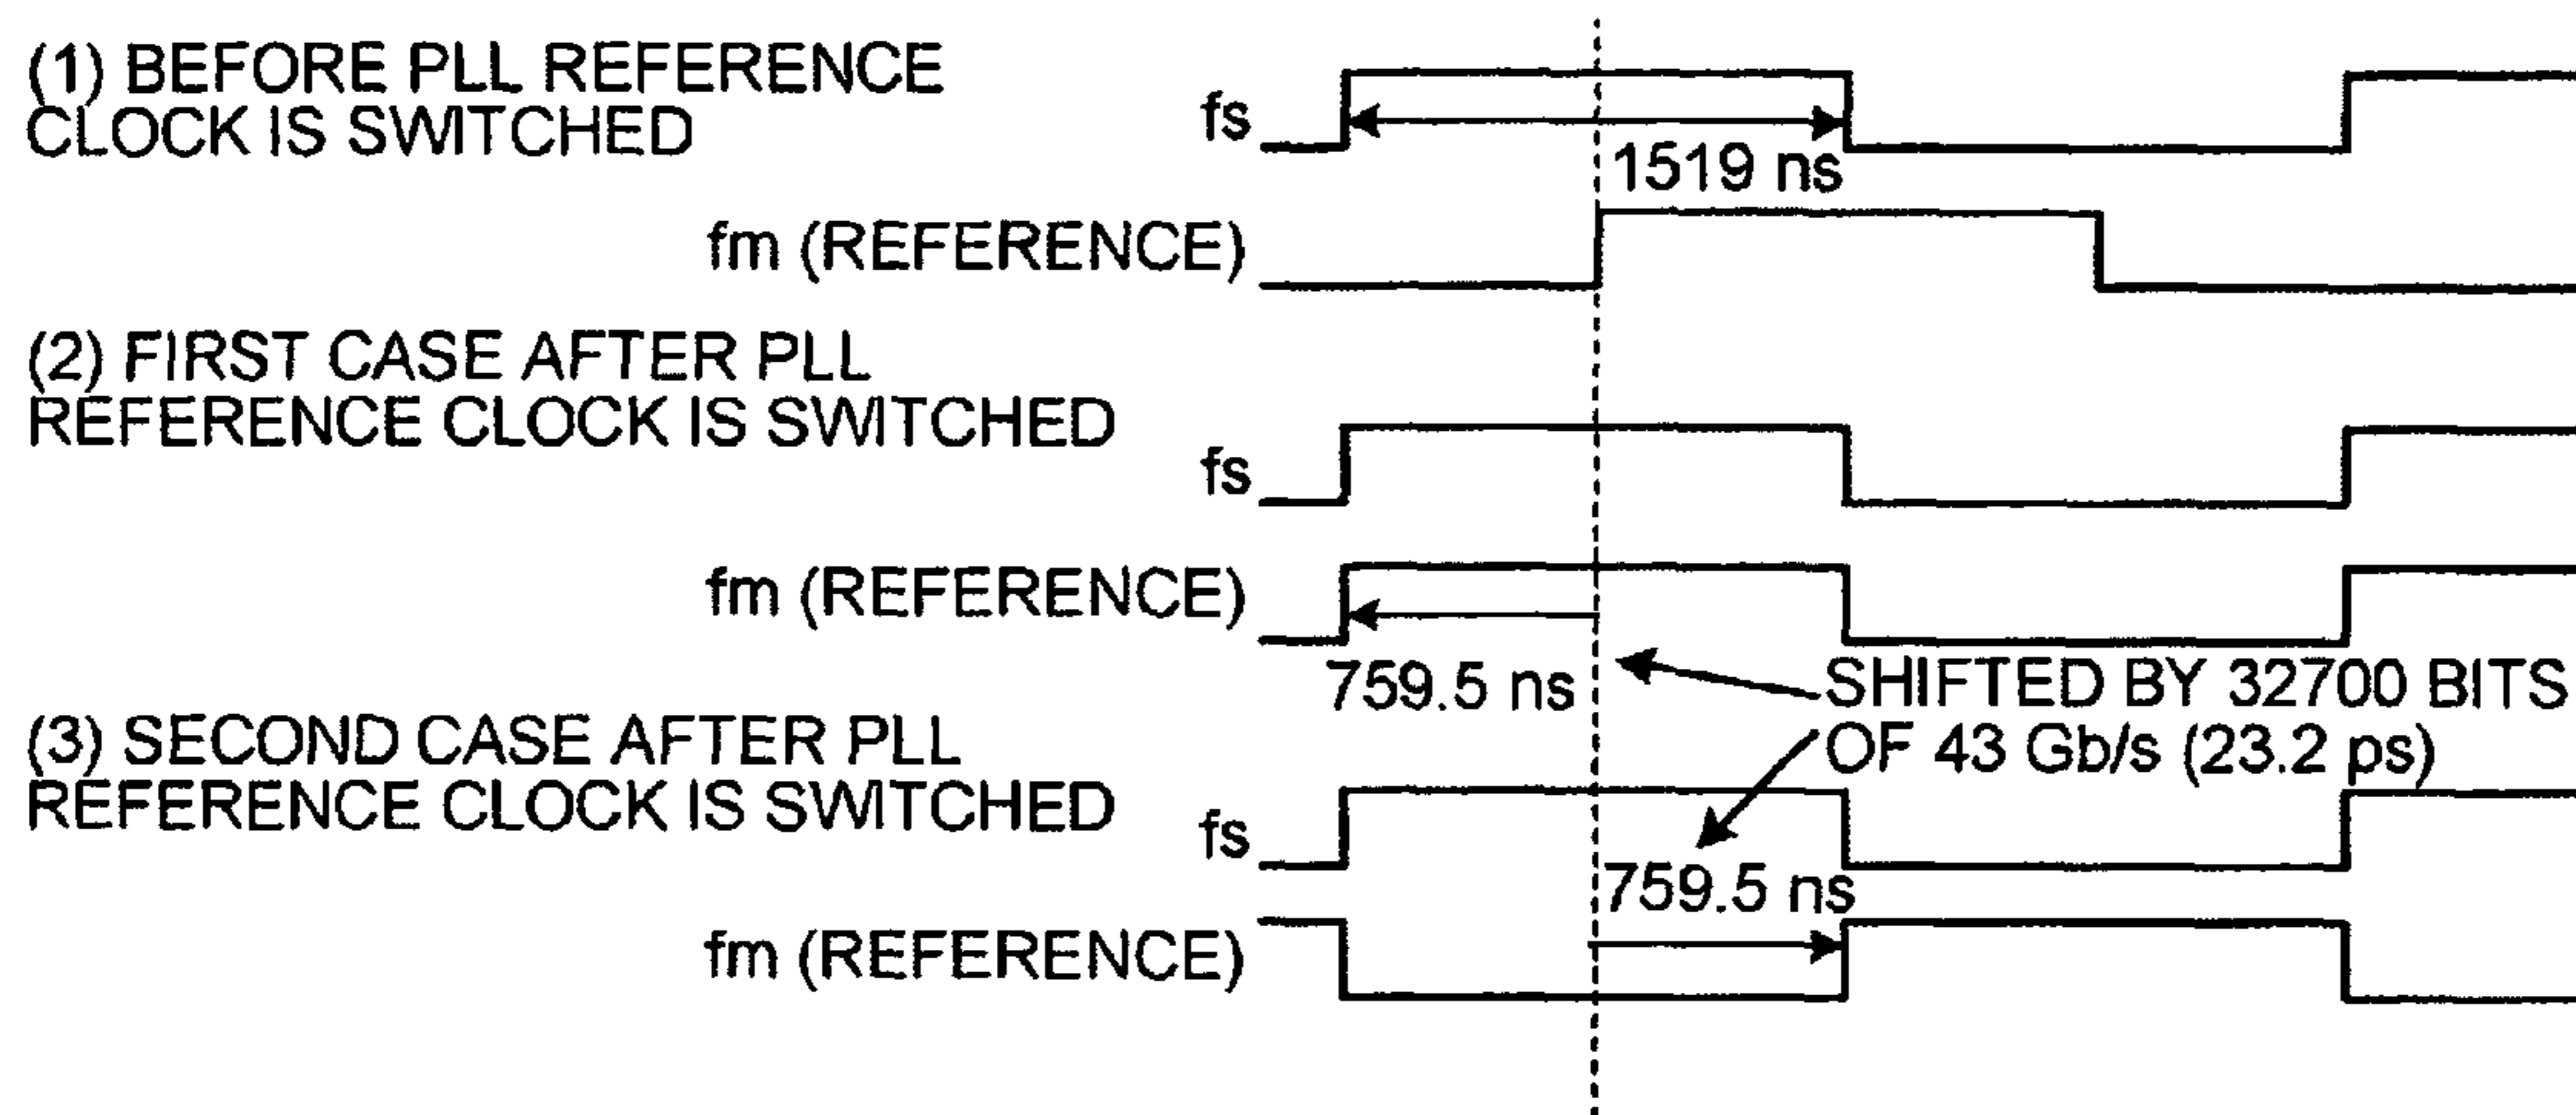 (1) BEFORE PLL REFERENCE
CLOCK IS SWITCHED
fs
1519 ns
fm (REFERENCE)
(2) FIRST CASE AFTER PLL
REFERENCE CLOCK IS SWITCHED
fs
fm (REFERENCE)
759.5 ns
SHIFTED BY 32700 BITS
OF 43 Gb/s (23.2 ps)
(3) SECOND CASE AFTER PLL
REFERENCE CLOCK IS SWITCHED
fs
759.5 ns
fm (REFERENCE)